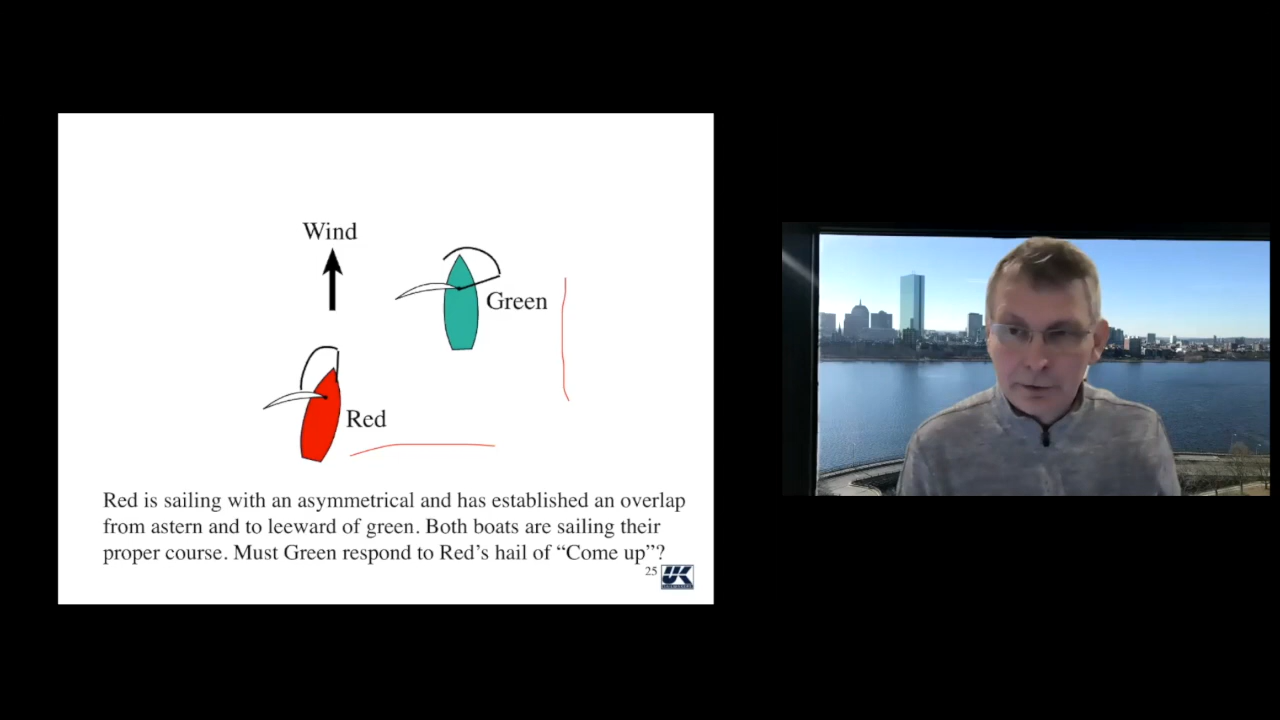 Wind
Green
Red
Red is sailing with an asymmetrical and has established an overlap
from astern and to leeward of green. Both boats are sailing their
proper course. Must Green respond to Red’s hail of “Come up”?
25
UK